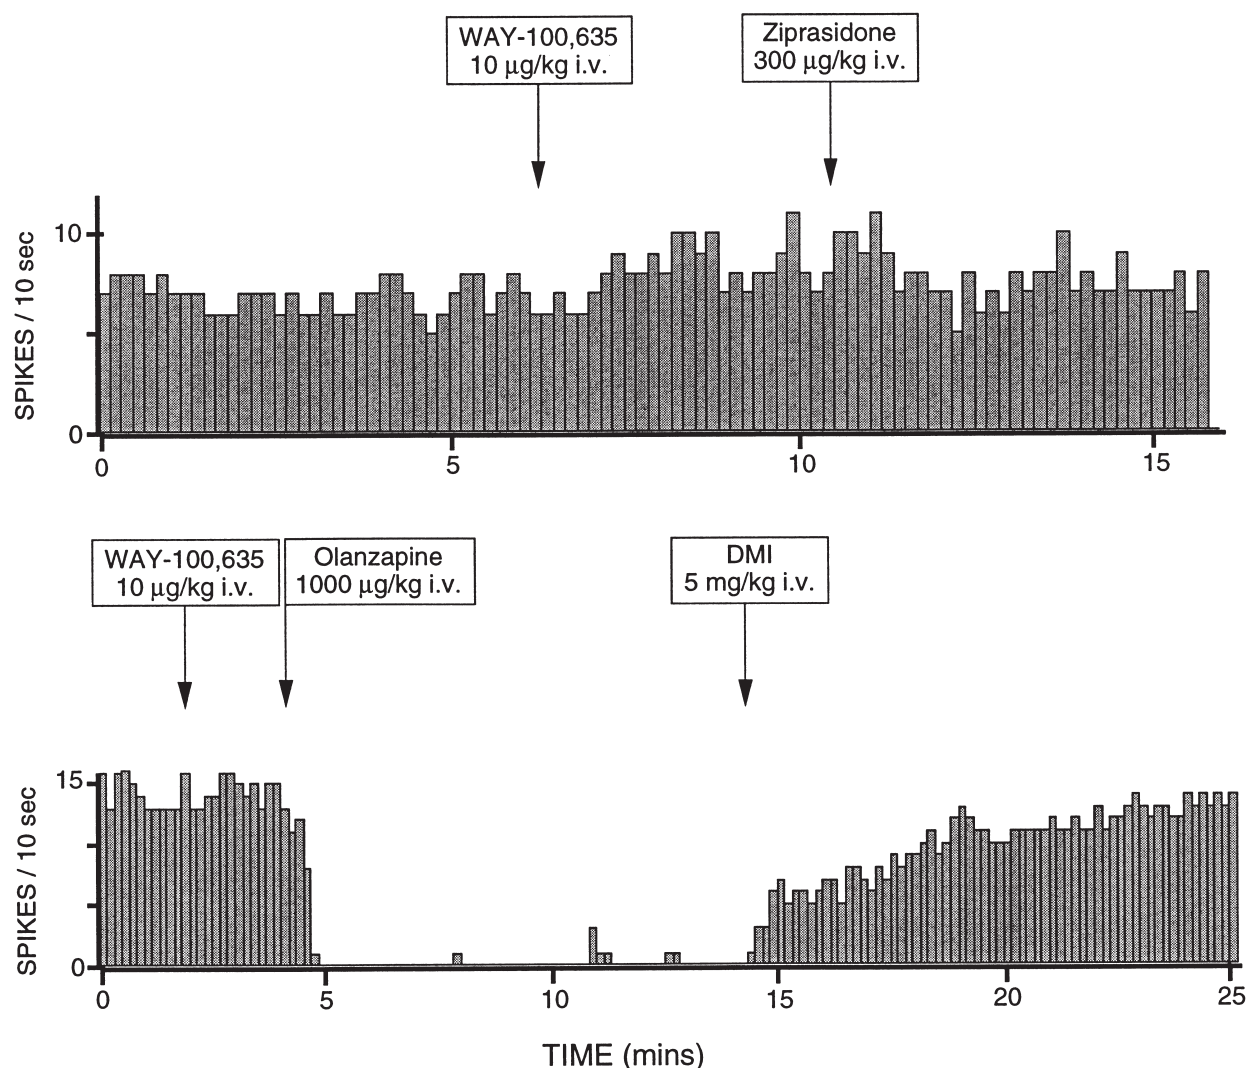 WAY-100,635
10 µg/kg i.v.
Ziprasidone
300 µg/kg i.v.
SPIKES / 10 sec
10
0
0
5
10
15
WAY-100,635
10 µg/kg i.v.
Olanzapine
1000 µg/kg i.v.
DMI
5 mg/kg i.v.
SPIKES / 10 sec
15
0
0
5
10
15
20
25
TIME (mins)